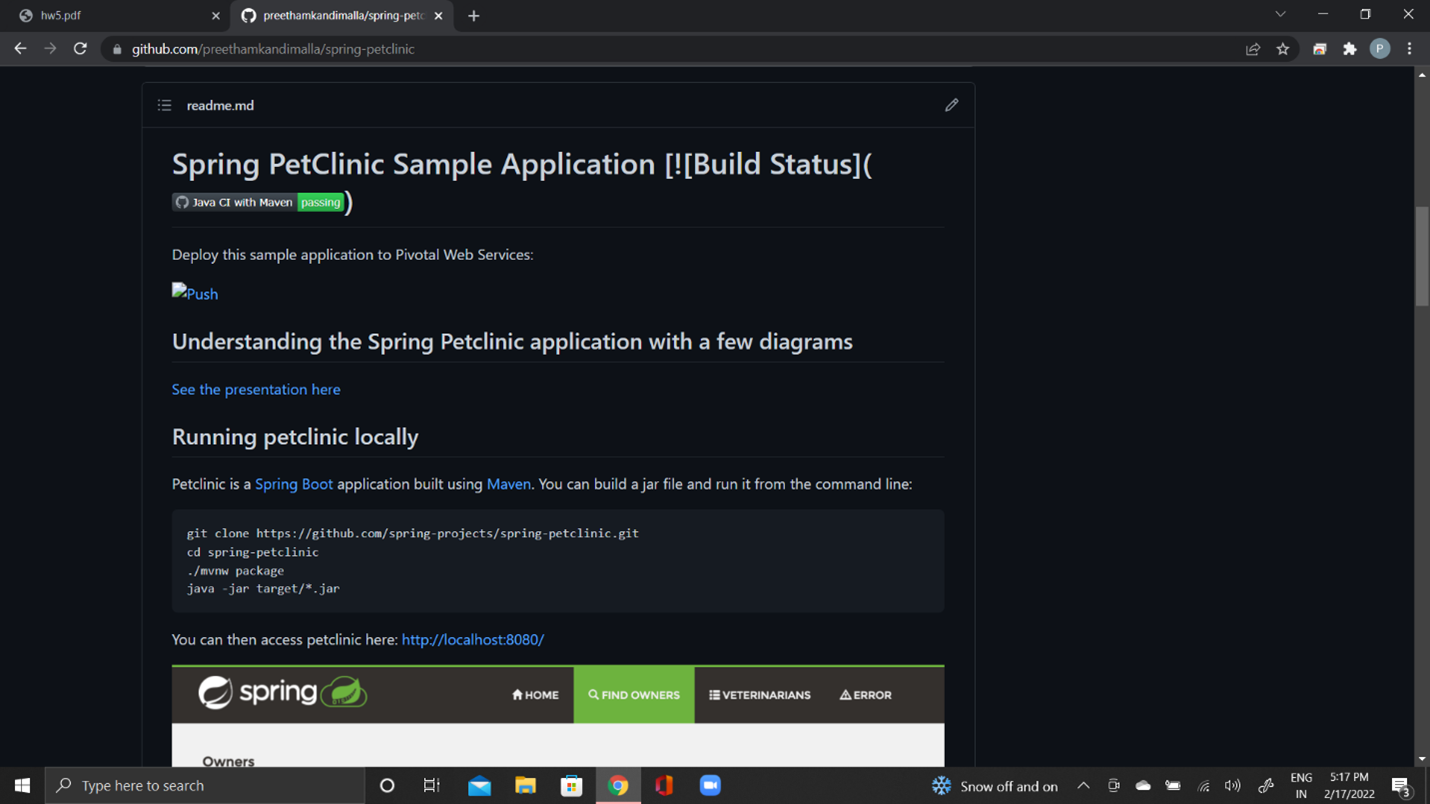 hw5.pdf
preethamkandimalla/spring-petc
github.com/preethamkandimalla/spring-petclinic
P
readme.md
Spring PetClinic Sample Application [![Build Status](
Java CI with Maven passing)
Deploy this sample application to Pivotal Web Services:
Push
Understanding the Spring Petclinic application with a few diagrams
See the presentation here
Running petclinic locally
Petclinic is a Spring Boot application built using Maven. You can build a jar file and run it from the command line:
git clone https://github.com/spring-projects/spring-petclinic.git
cd spring-petclinic
./mvnw package
java -jar target/*.jar
You can then access petclinic here: http://localhost:8080/
spring HOME FIND OWNERS VETERINARIANS ERROR
Owners
Type here to search
Snow off and on
ENG
IN
5:17 PM
2/17/2022
3